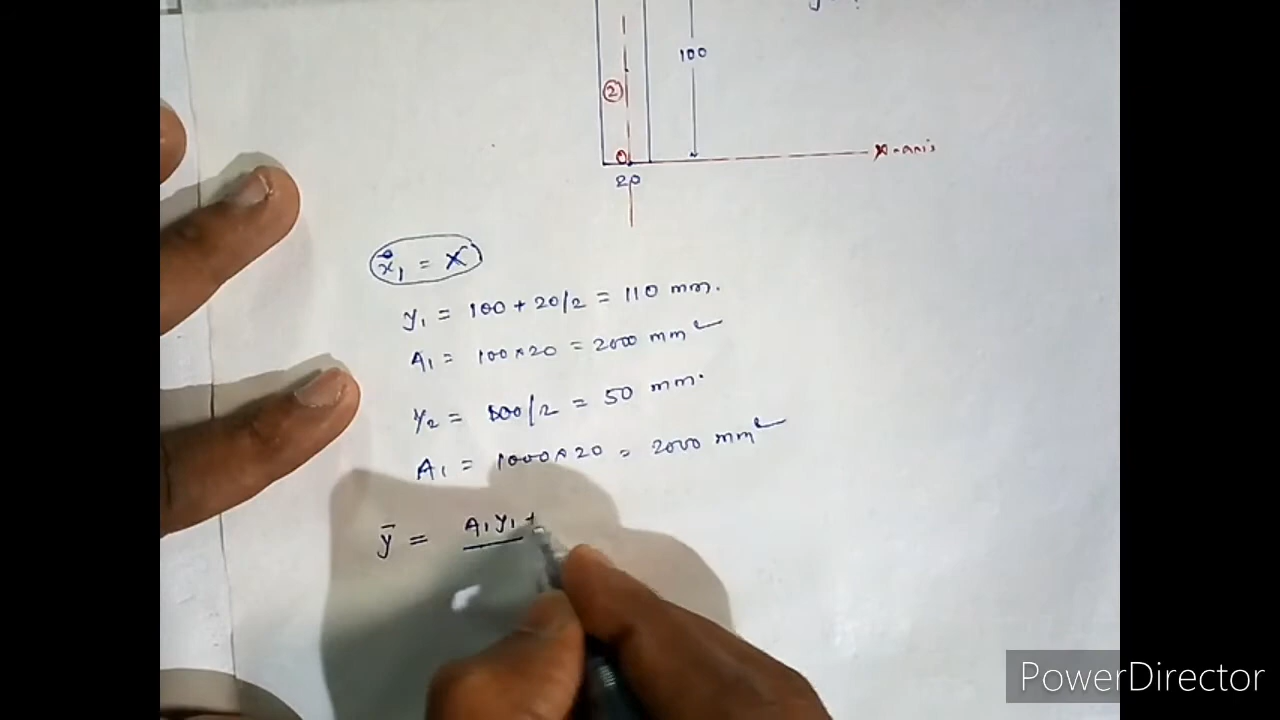 100
2
0
x-axis
20
x₁ = x
y₁ = 100 + 20/2 = 110 mm.
A₁ = 100×20 = 2000 mm²
y₂ = 100/2 = 50 mm.
A₁ = 1000×20 = 2000 mm²
ȳ = A₁y₁ +
PowerDirector